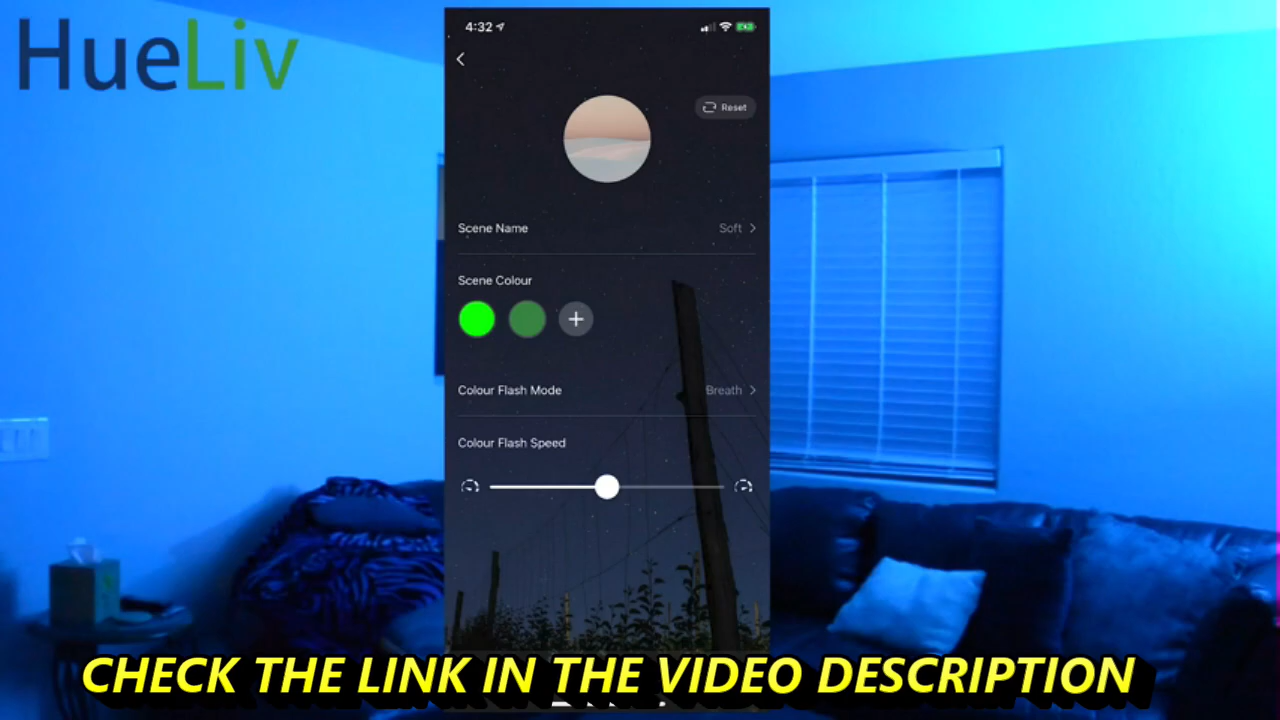 HueLiv
4:32
Reset
Scene Name Soft
Scene Colour
Colour Flash Mode Breath
Colour Flash Speed
CHECK THE LINK IN THE VIDEO DESCRIPTION